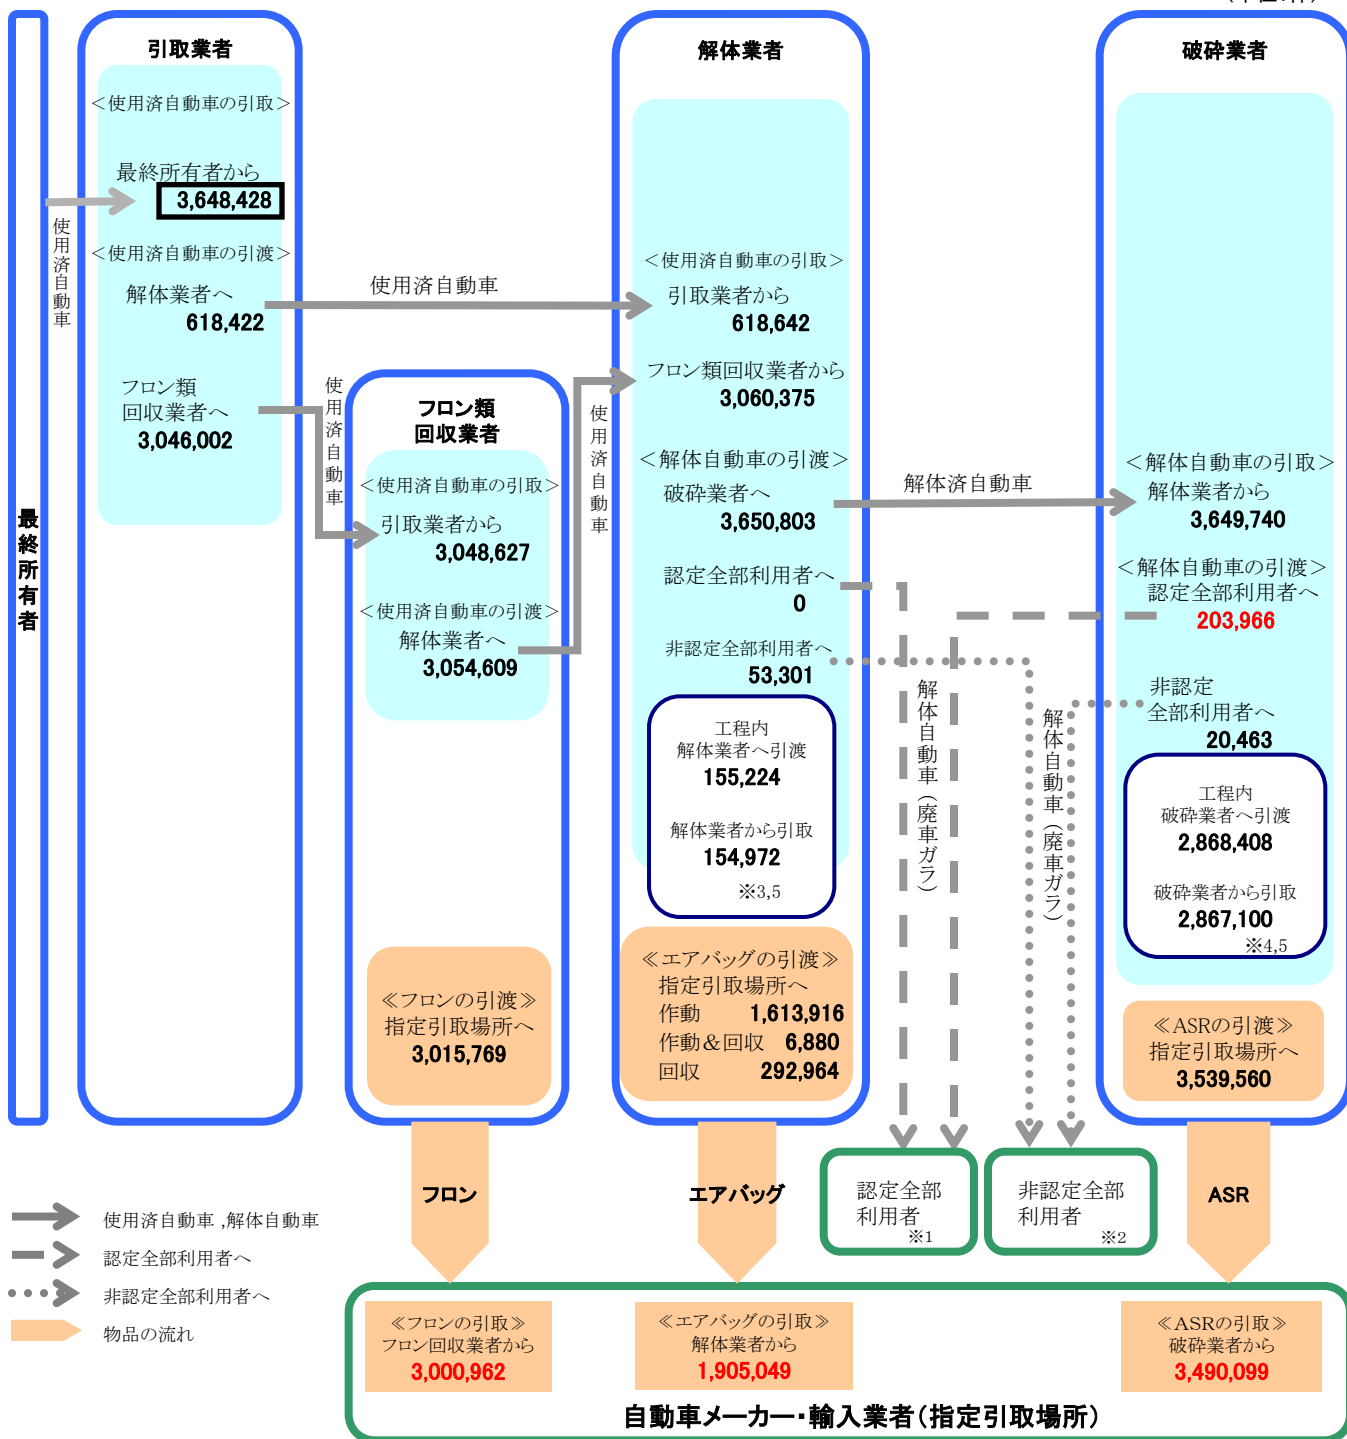 引取業者
＜使用済自動車の引取＞
最終所有者から
3,648,428
＜使用済自動車の引渡＞
解体業者へ
618,422
フロン類
回収業者へ
3,046,002
最終所有者
使用済自動車
使用済自動車
使用済自動車
フロン類
回収業者
＜使用済自動車の引取＞
引取業者から
3,048,627
＜使用済自動車の引渡＞
解体業者へ
3,054,609
≪フロンの引渡≫
指定引取場所へ
3,015,769
使用済自動車
解体業者
＜使用済自動車の引取＞
引取業者から
618,642
フロン類回収業者から
3,060,375
＜解体自動車の引渡＞
破砕業者へ
3,650,803
認定全部利用者へ
0
非認定全部利用者へ
53,301
工程内
解体業者へ引渡
155,224
解体業者から引取
154,972
※3,5
≪エアバッグの引渡≫
指定引取場所へ
作動 1,613,916
作動＆回収 6,880
回収 292,964
解体済自動車
解体自動車（廃車ガラ）
解体自動車（廃車ガラ）
破砕業者
＜解体自動車の引取＞
解体業者から
3,649,740
＜解体自動車の引渡＞
認定全部利用者へ
203,966
非認定
全部利用者へ
20,463
工程内
破砕業者へ引渡
2,868,408
破砕業者から引取
2,867,100
※4,5
≪ASRの引渡≫
指定引取場所へ
3,539,560
フロン
エアバッグ
認定全部
利用者
※1
非認定全部
利用者
※2
ASR
使用済自動車 ,解体自動車
認定全部利用者へ
非認定全部利用者へ
物品の流れ
≪フロンの引取≫
フロン回収業者から
3,000,962
≪エアバッグの引取≫
解体業者から
1,905,049
≪ASRの引取≫
破砕業者から
3,490,099
自動車メーカー・輸入業者（指定引取場所）